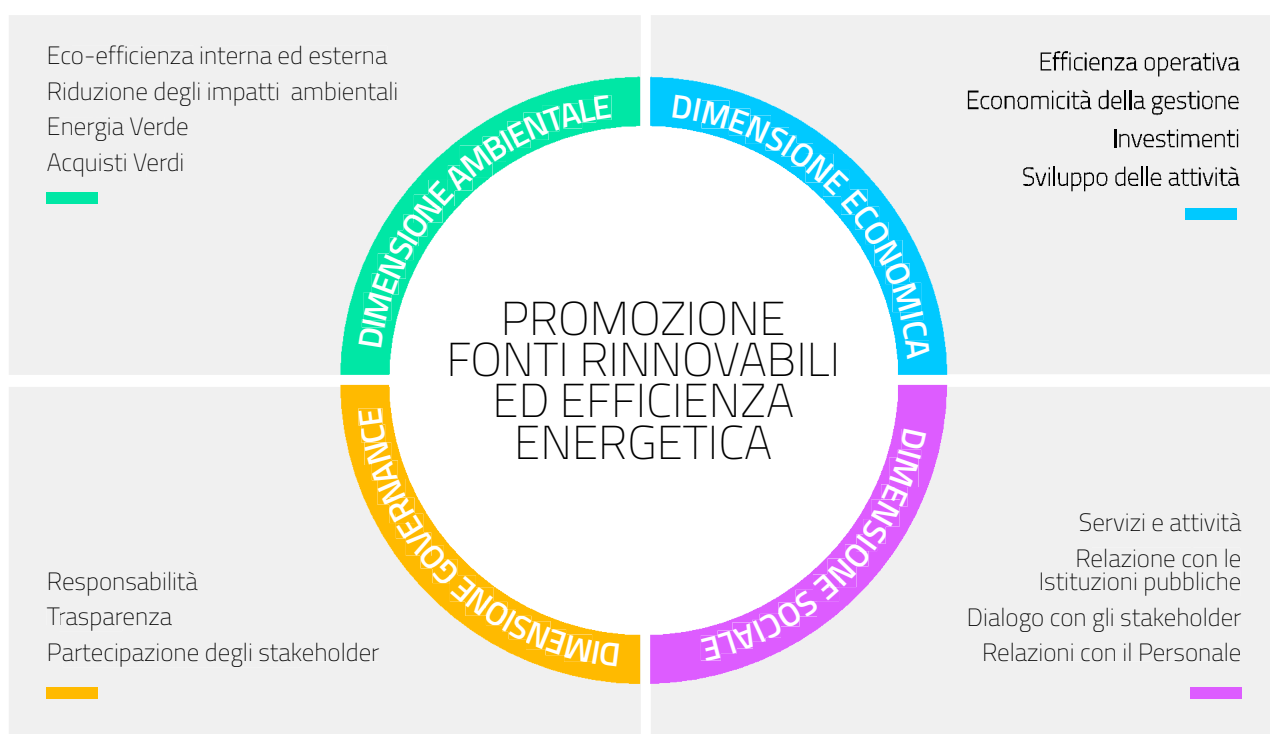 Eco-efficienza interna ed esterna
Riduzione degli impatti ambientali
Energia Verde
Acquisti Verdi
Efficienza operativa
Economicità della gestione
Investimenti
Sviluppo delle attività
DIMENSIONE AMBIENTALE
DIMENSIONE ECONOMICA
PROMOZIONE
FONTI RINNOVABILI
ED EFFICIENZA
ENERGETICA
DIMENSIONE GOVERNANCE
DIMENSIONE SOCIALE
Responsabilità
Trasparenza
Partecipazione degli stakeholder
Servizi e attività
Relazione con le
Istituzioni pubbliche
Dialogo con gli stakeholder
Relazioni con il Personale